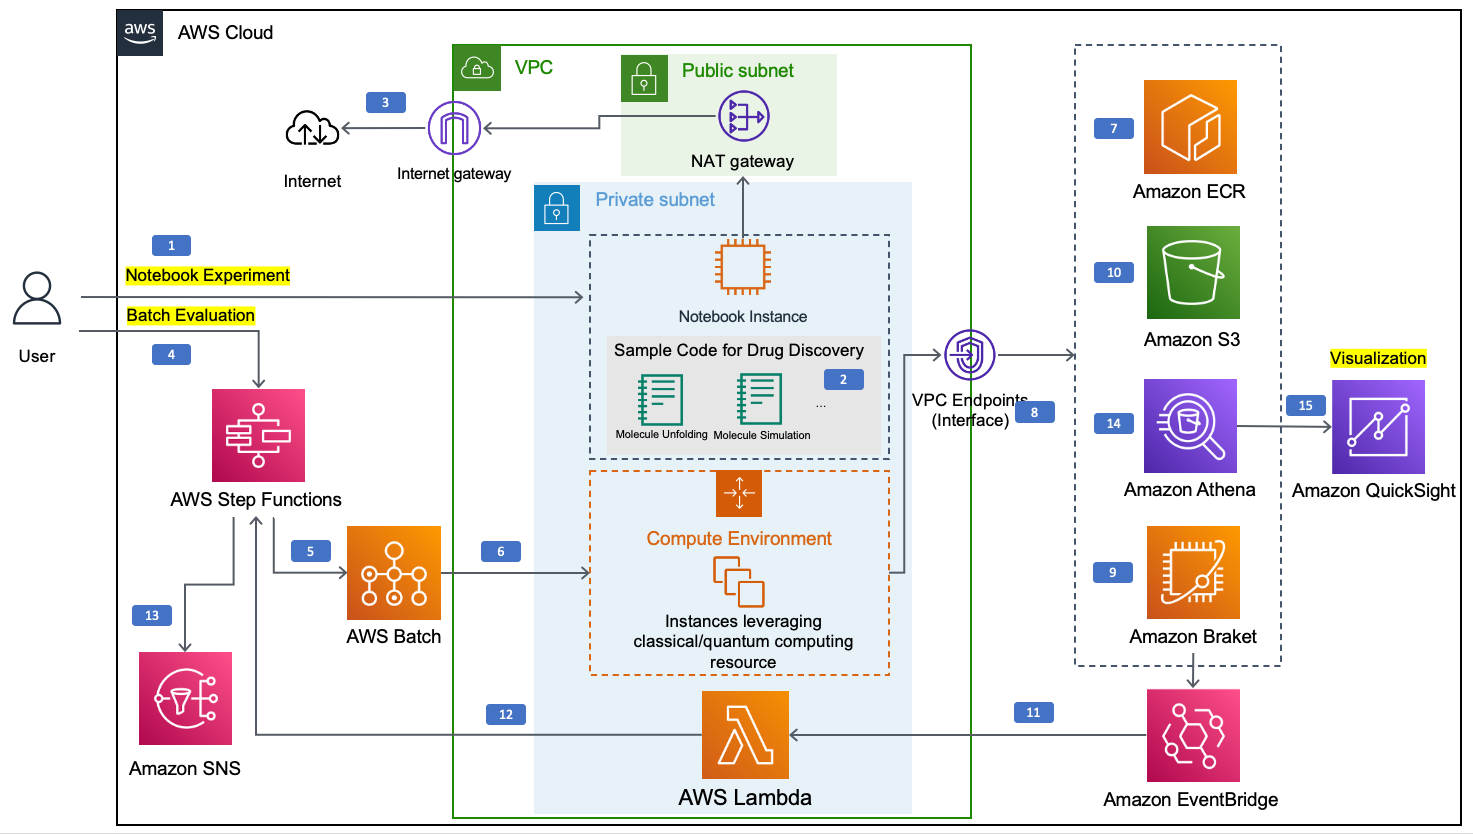 aws
AWS Cloud
VPC
Public subnet
3
NAT gateway
Internet
Internet gateway
Private subnet
7
Amazon ECR
1
Notebook Experiment
10
Amazon S3
Batch Evaluation
4
User
Notebook Instance
Sample Code for Drug Discovery
2
...
Molecule Unfolding
Molecule Simulation
VPC Endpoints
(Interface)
8
Visualization
14
15
Amazon Athena
Amazon QuickSight
AWS Step Functions
5
AWS Batch
6
Compute Environment
Instances leveraging
classical/quantum computing
resource
9
Amazon Braket
13
Amazon SNS
12
AWS Lambda
11
Amazon EventBridge